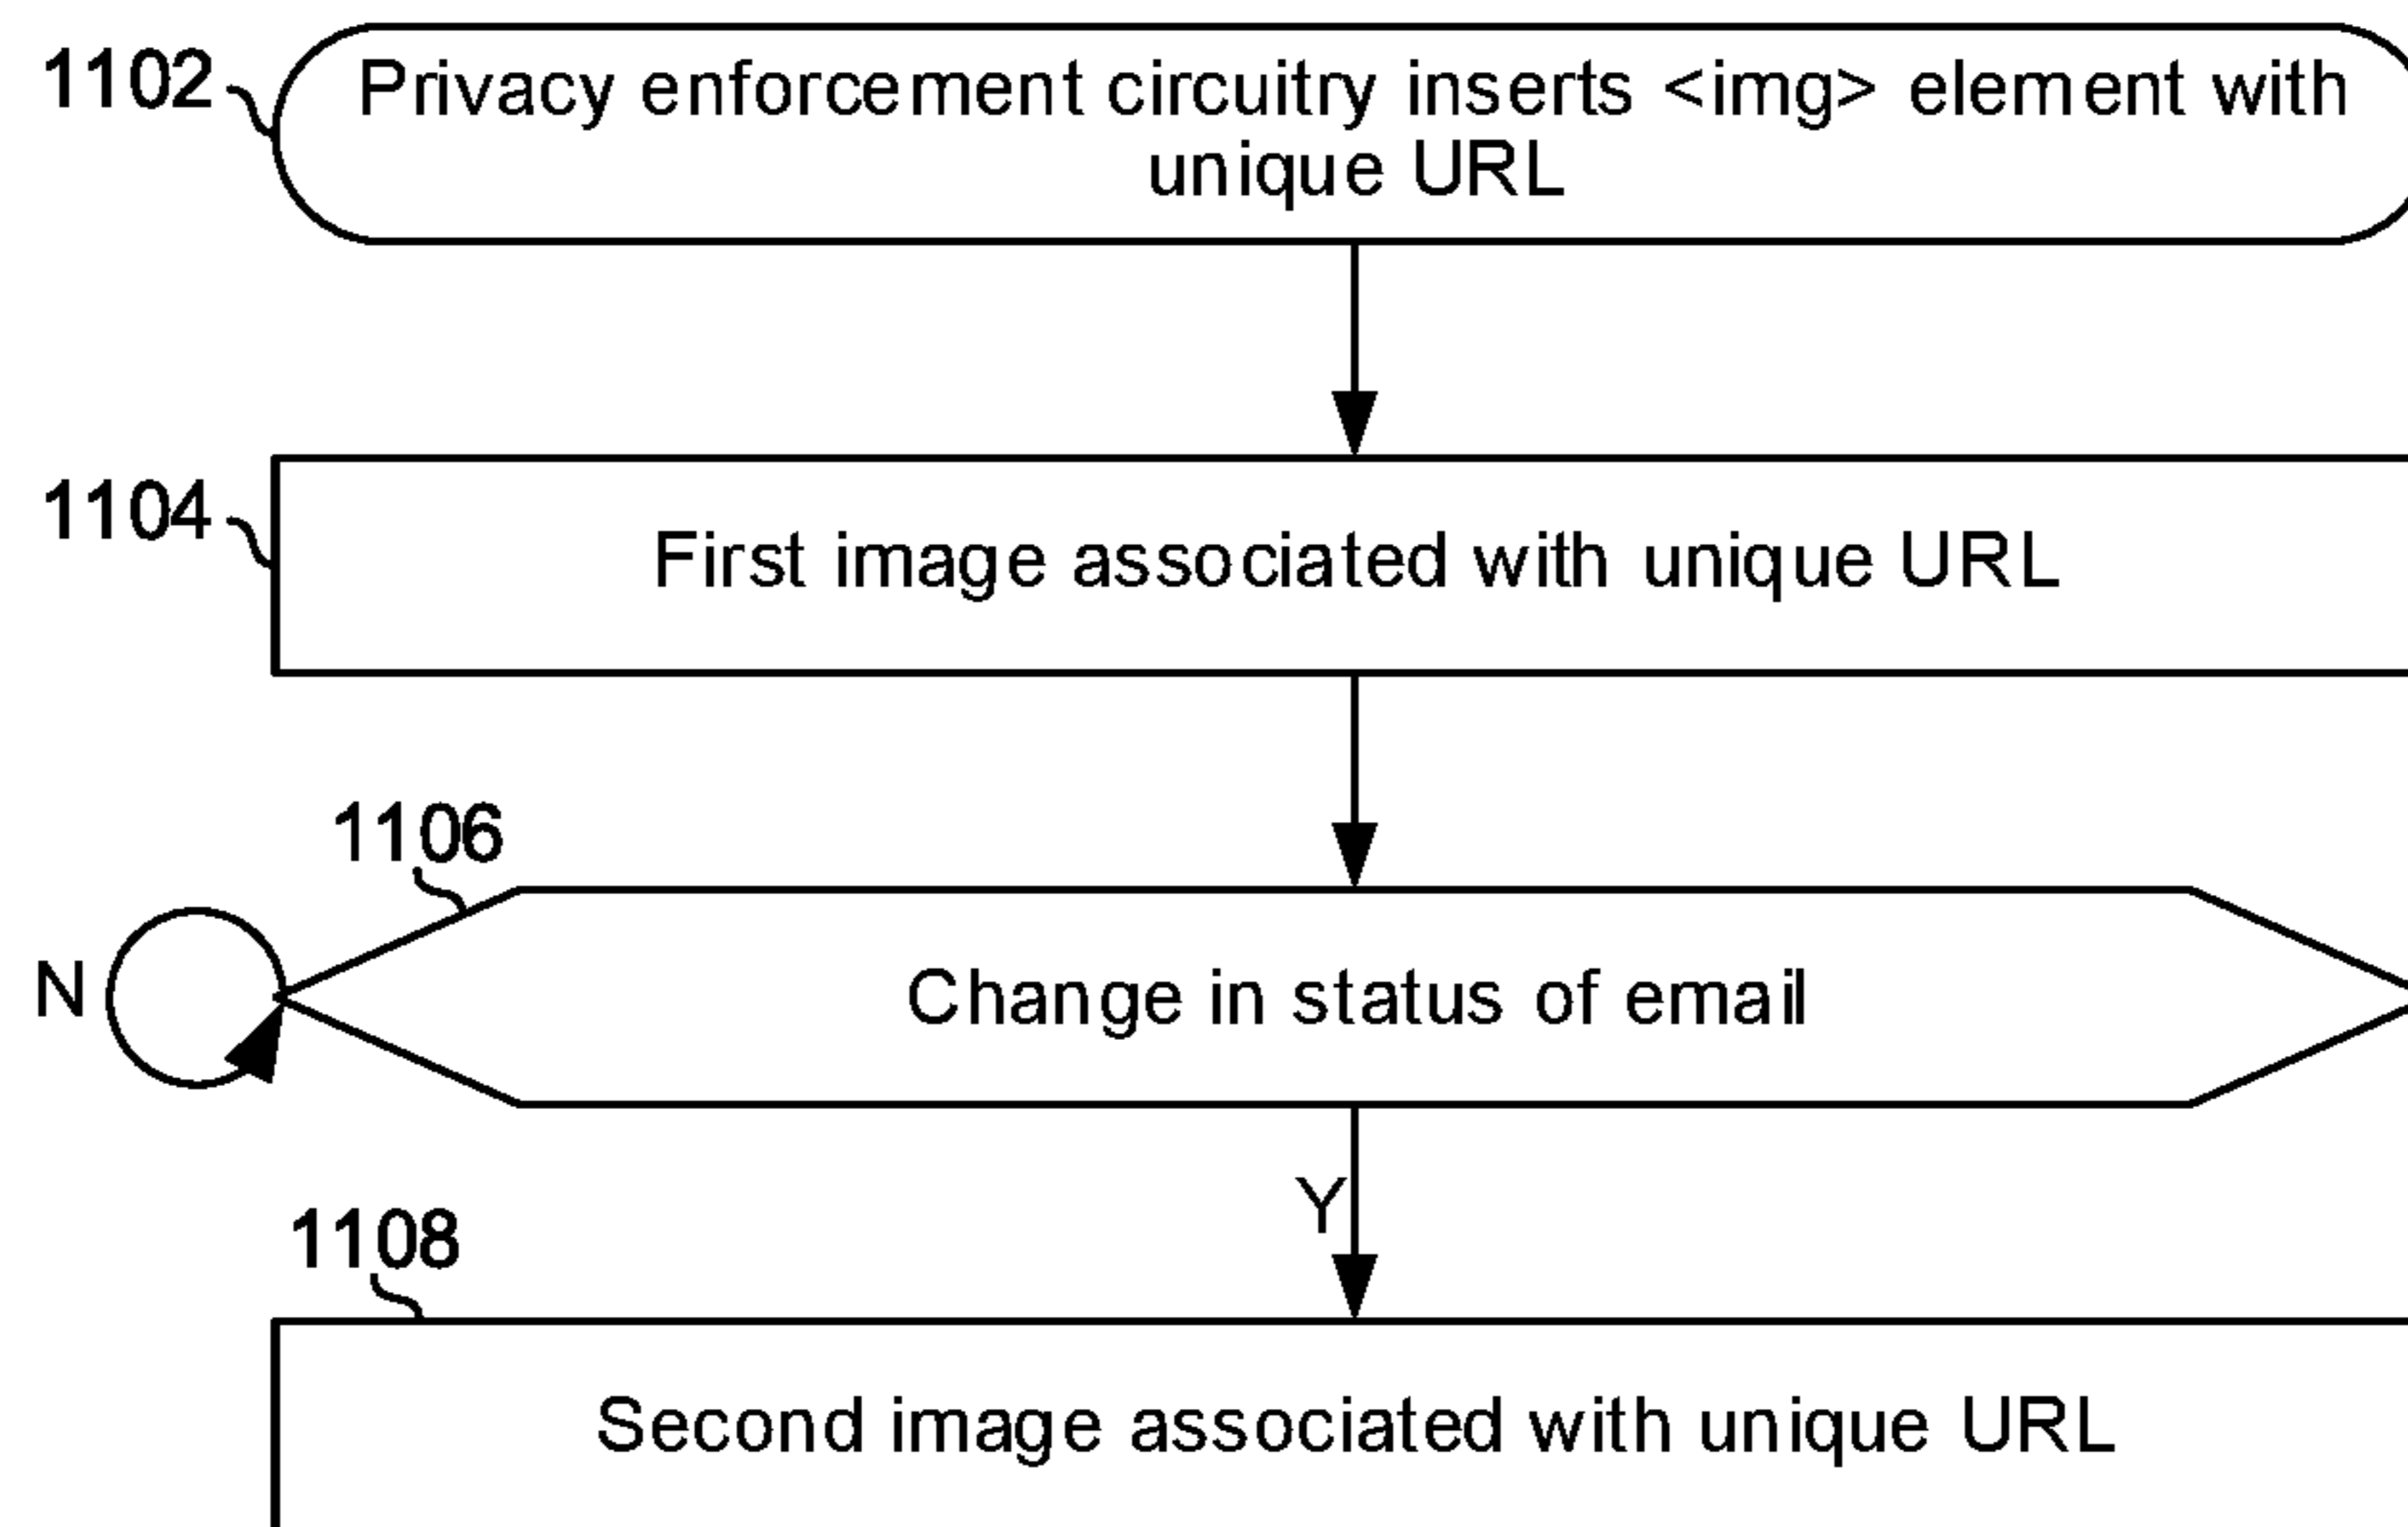 1102
Privacy enforcement circuitry inserts <img> element with
unique URL
1104
First image associated with unique URL
1106
N
Change in status of email
Y
1108
Second image associated with unique URL